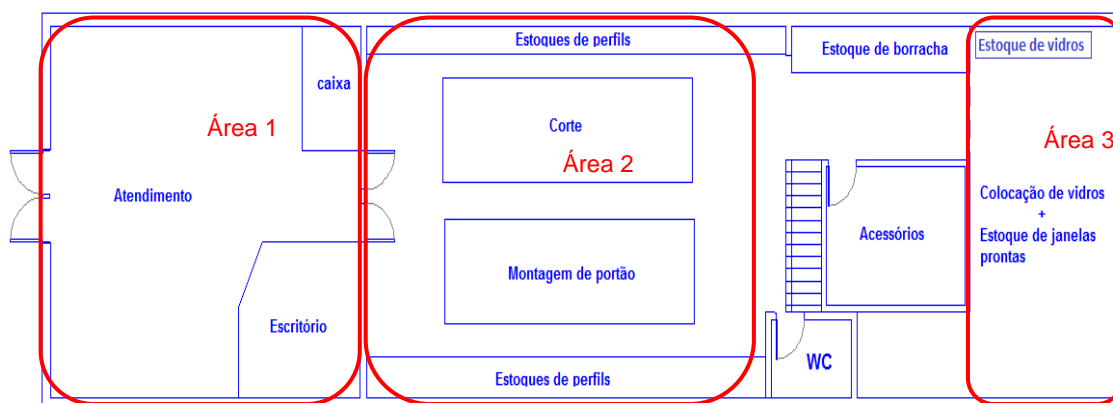 Estoques de perfils
Estoque de borracha
Estoque de vidros
caixa
Área 1
Corte
Área 2
Área 3
Atendimento
Colocação de vidros
+
Estoque de janelas
prontas
Acessórios
Montagem de portão
Escritório
WC
Estoques de perfils